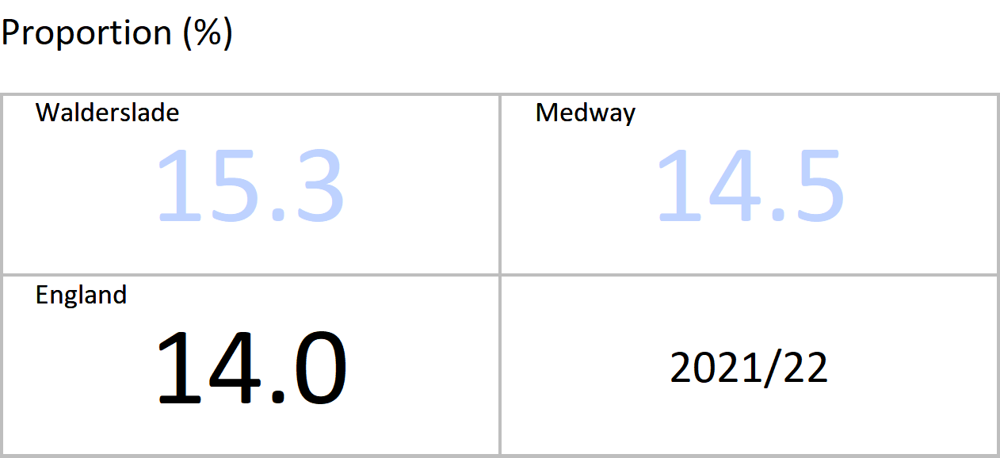 Proportion (%)
Walderslade
15.3
Medway
14.5
England
14.0
2021/22